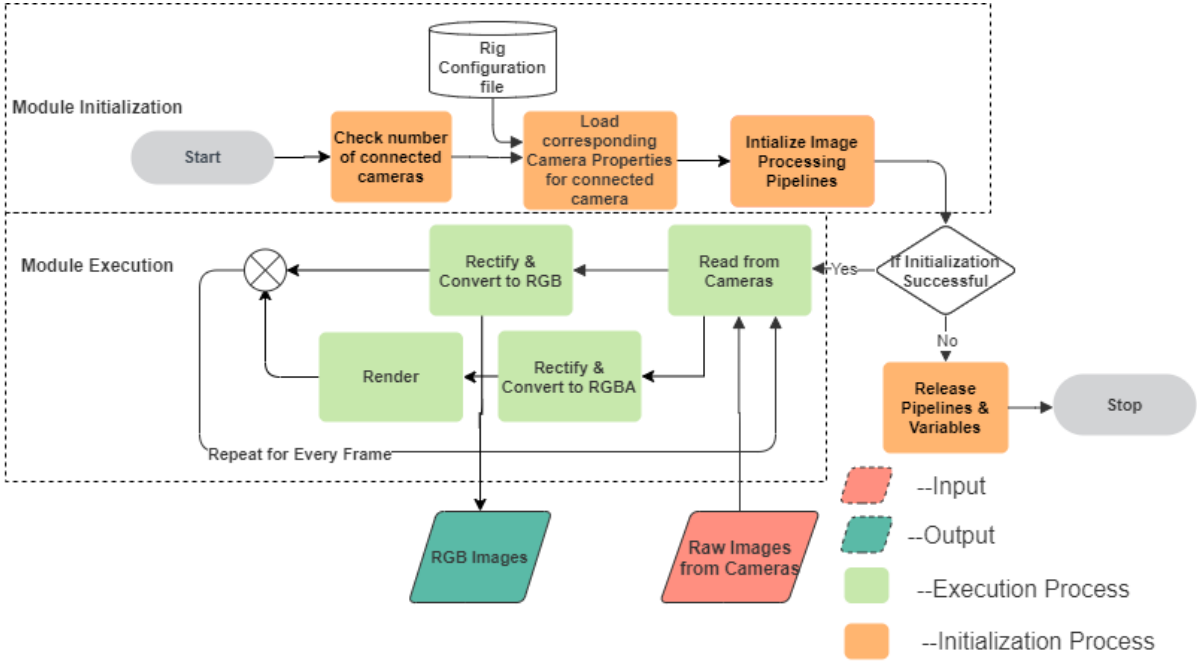 Rig
Configuration
file
Module Initialization
Start
Check number
of connected
cameras
Load
corresponding
Camera Properties
for connected
camera
Intialize Image
Processing
Pipelines
Module Execution
Rectify &
Convert to RGB
Read from
Cameras
Yes
If Initialization
Successful
No
Render
Rectify &
Convert to RGBA
Release
Pipelines &
Variables
Stop
Repeat for Every Frame
RGB Images
Raw Images
from Cameras
--Input
--Output
--Execution Process
--Initialization Process